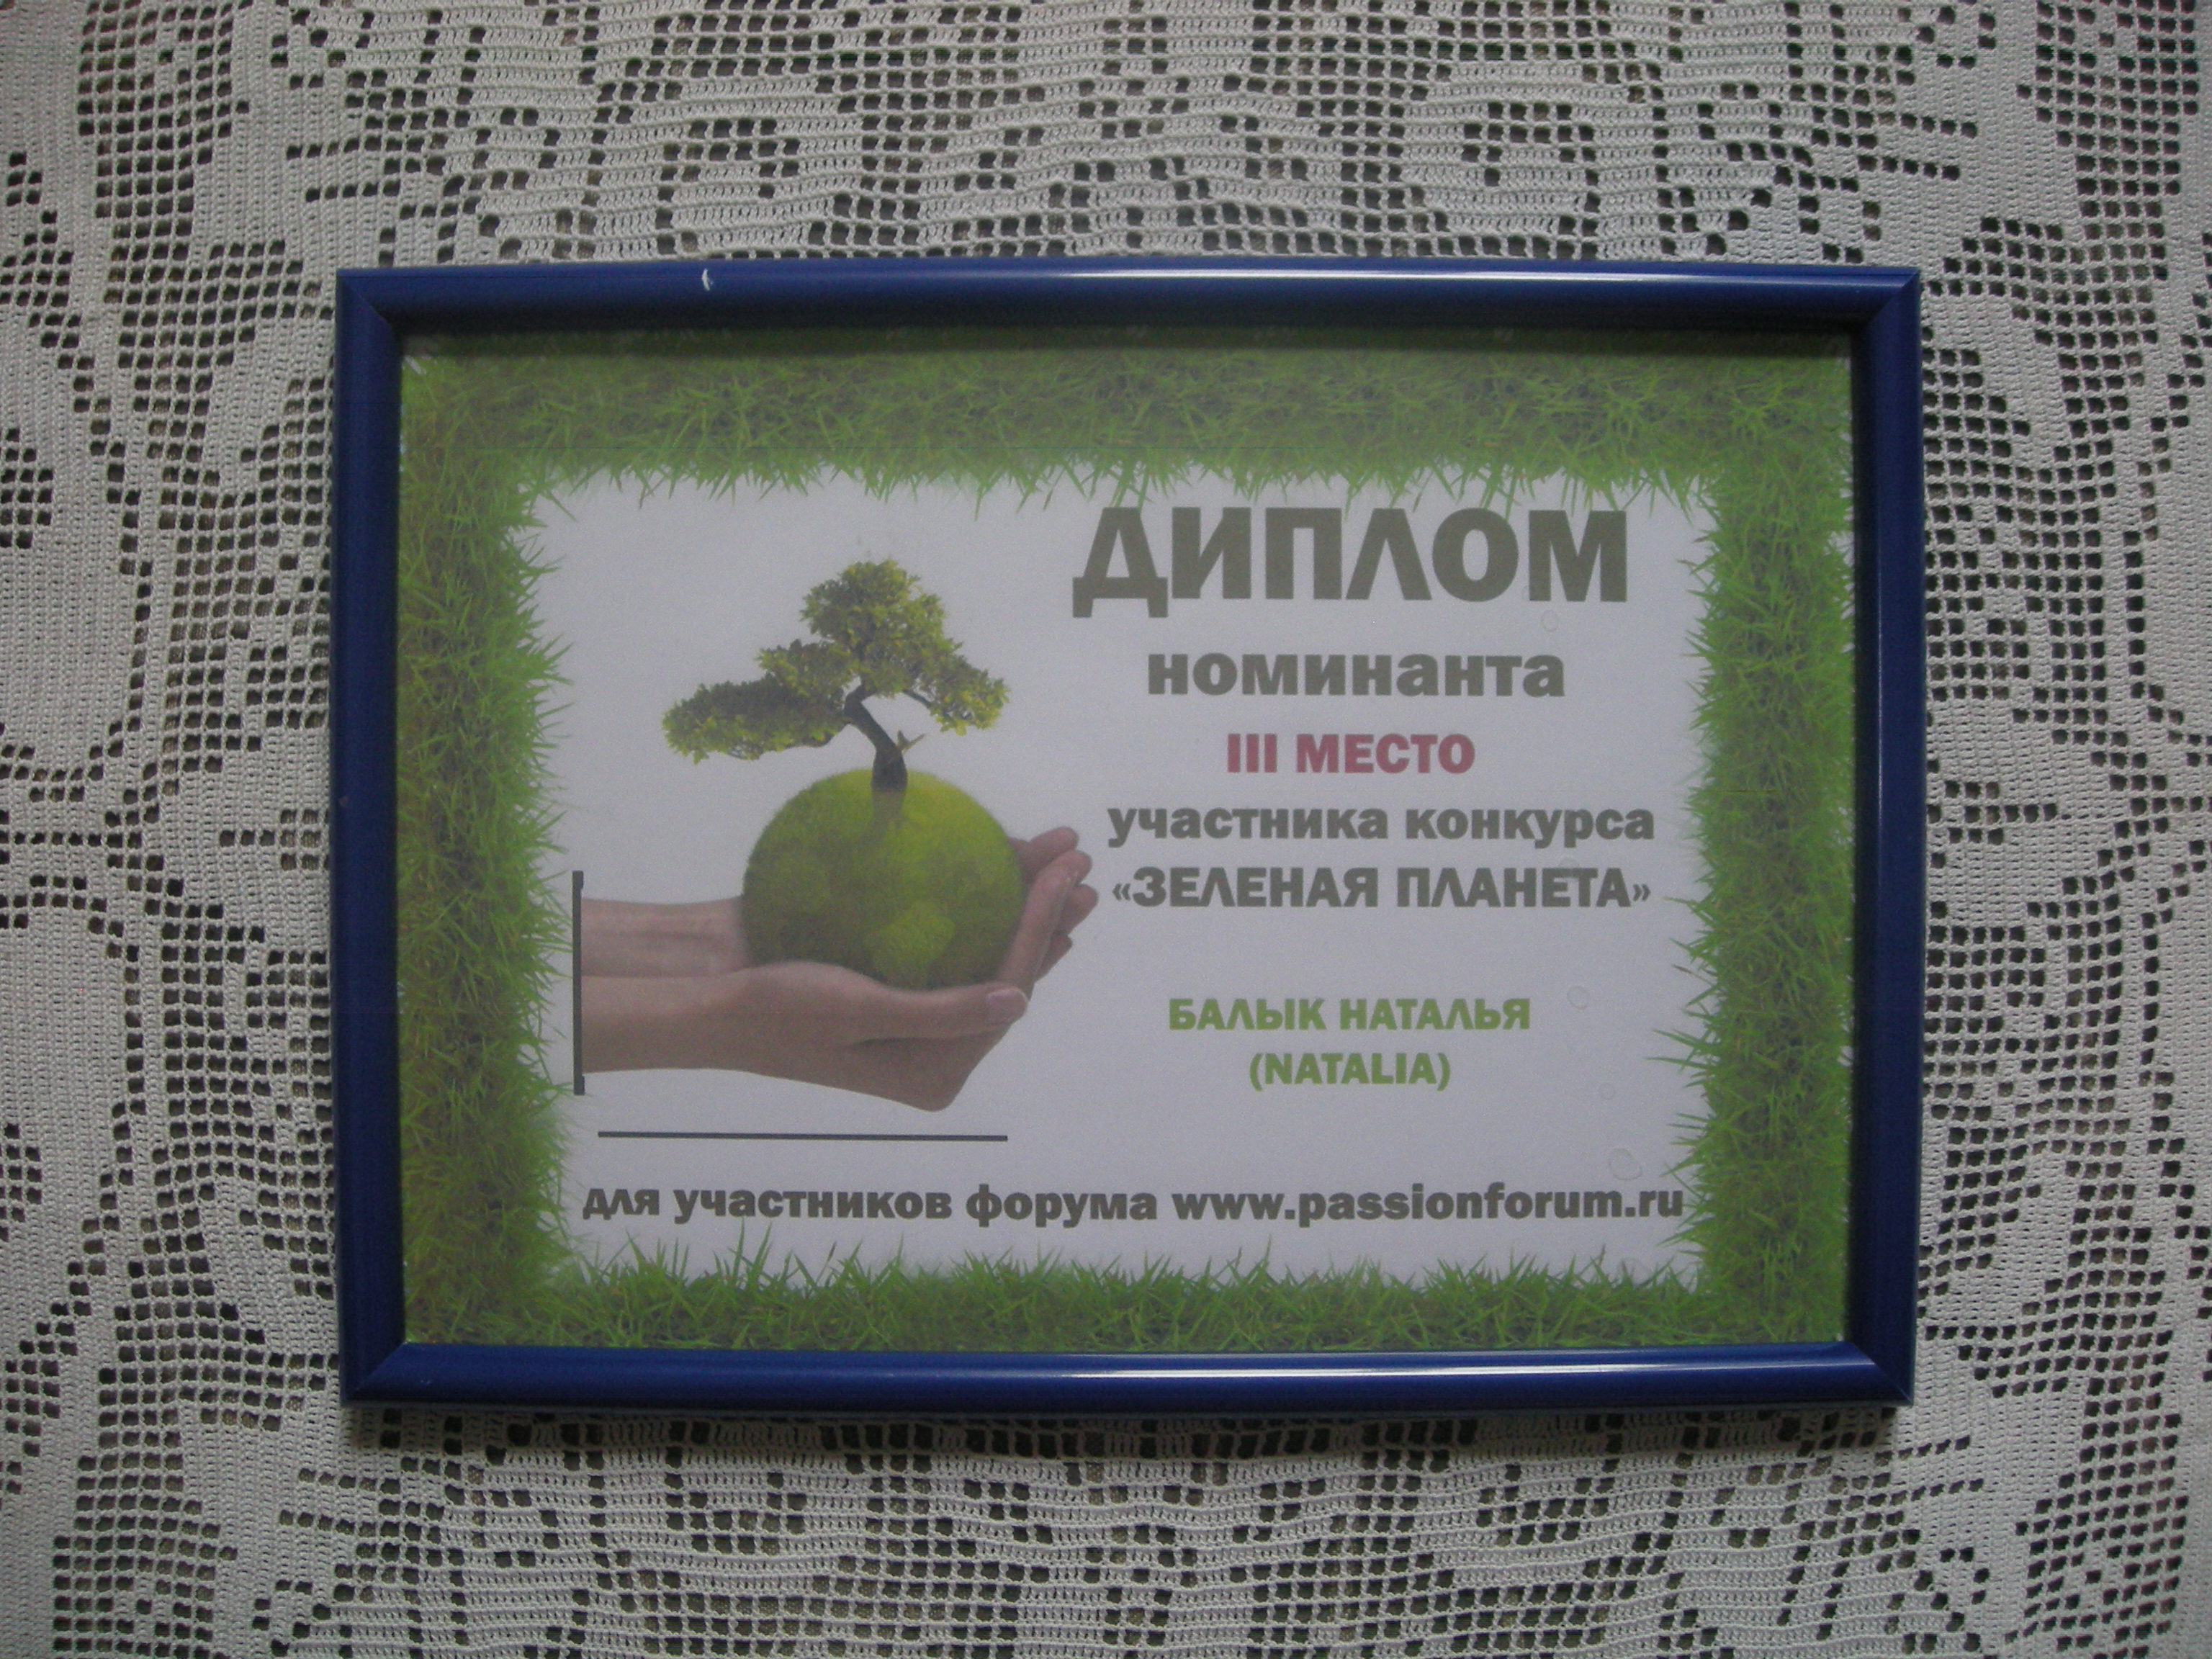 ДИПЛОМ
номинанта
III МЕСТО
участника конкурса
«ЗЕЛЕНАЯ ПЛАНЕТА»
БАЛЫК НАТАЛЬЯ
(NATALIA)
для участников форума www.passionforum.ru